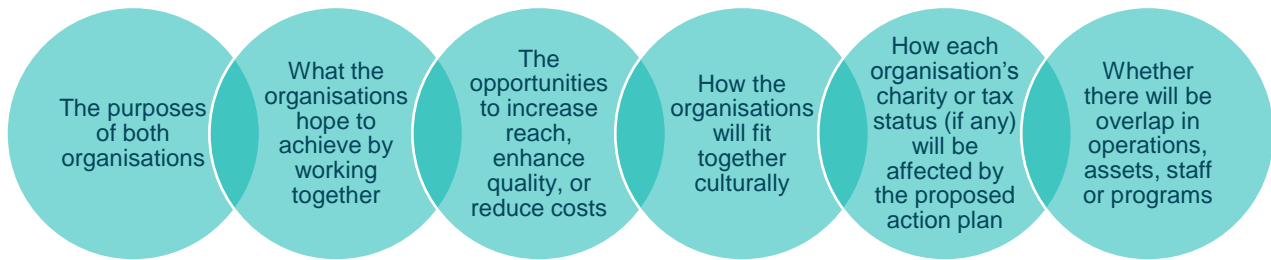 The purposes
of both
organisations
What the
organisations
hope to
achieve by
working
together
The
opportunities
to increase
reach,
enhance
quality, or
reduce costs
How the
organisations
will fit
together
culturally
How each
organisation's
charity or tax
status (if any)
will be
affected by
the proposed
action plan
Whether
there will be
overlap in
operations,
assets, staff
or programs